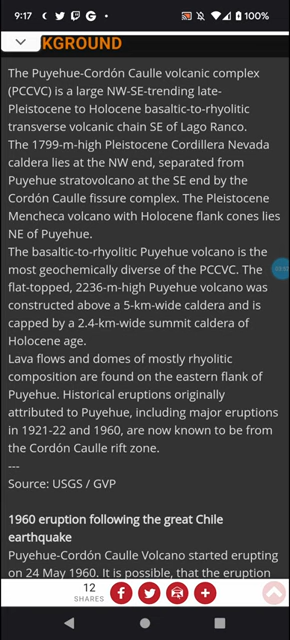 9:17
100%
KGROUND
The Puyehue-Cordón Caulle volcanic complex
(PCCVC) is a large NW-SE-trending late-
Pleistocene to Holocene basaltic-to-rhyolitic
transverse volcanic chain SE of Lago Ranco.
The 1799-m-high Pleistocene Cordillera Nevada
caldera lies at the NW end, separated from
Puyehue stratovolcano at the SE end by the
Cordón Caulle fissure complex. The Pleistocene
Mencheca volcano with Holocene flank cones lies
NE of Puyehue.
The basaltic-to-rhyolitic Puyehue volcano is the
most geochemically diverse of the PCCVC. The
flat-topped, 2236-m-high Puyehue volcano was
constructed above a 5-km-wide caldera and is
capped by a 2.4-km-wide summit caldera of
Holocene age.
Lava flows and domes of mostly rhyolitic
composition are found on the eastern flank of
Puyehue. Historical eruptions originally
attributed to Puyehue, including major eruptions
in 1921-22 and 1960, are now known to be from
the Cordón Caulle rift zone.
---
Source: USGS / GVP
1960 eruption following the great Chile
earthquake
Puyehue-Cordón Caulle Volcano started erupting
on 24 May 1960. It is possible, that the eruption
12
SHARES